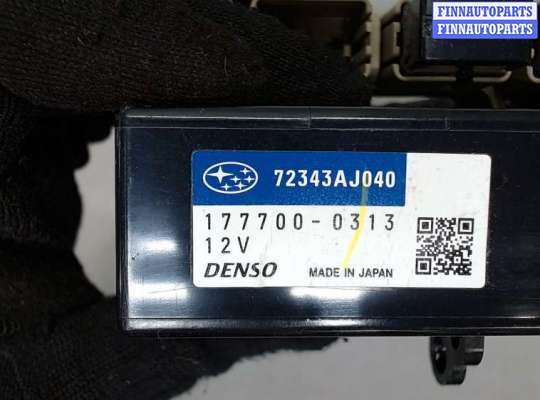 FINNAUTOPARTS
FINNAUTOPARTS
72343AJ040
177700-0313
12V
DENSO
MADE IN JAPAN